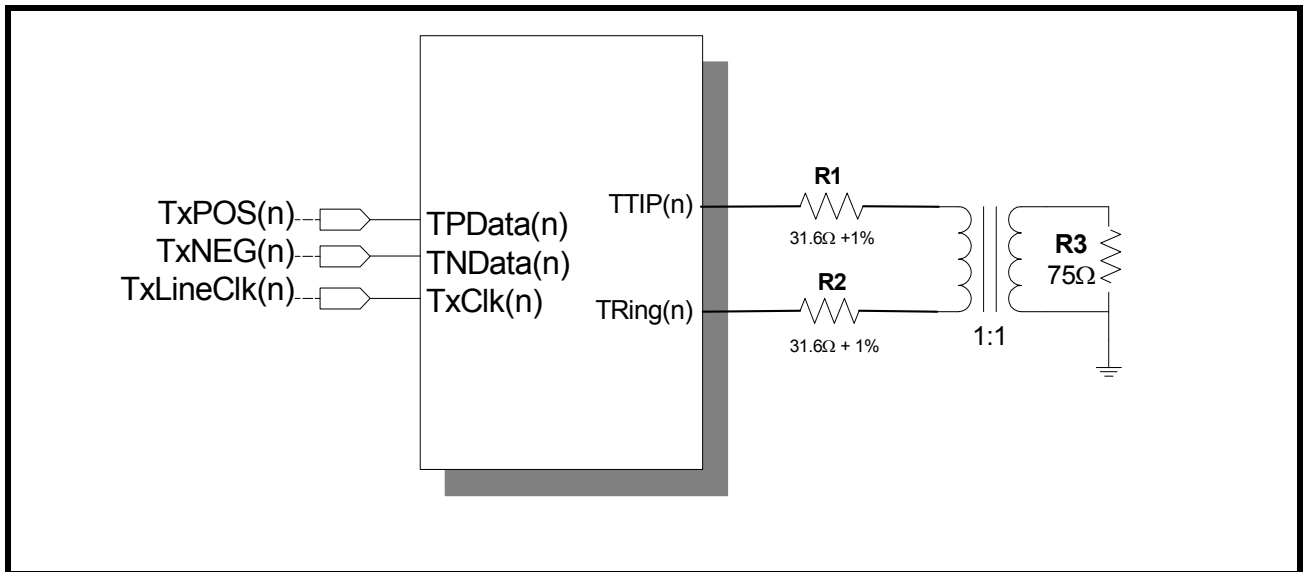 TxPOS(n)
TxNEG(n)
TxLineClk(n)
TPData(n)
TNData(n)
TxClk(n)
TTIP(n)
TRing(n)
R1
31.6Ω +1%
R2
31.6Ω + 1%
1:1
R3
75Ω